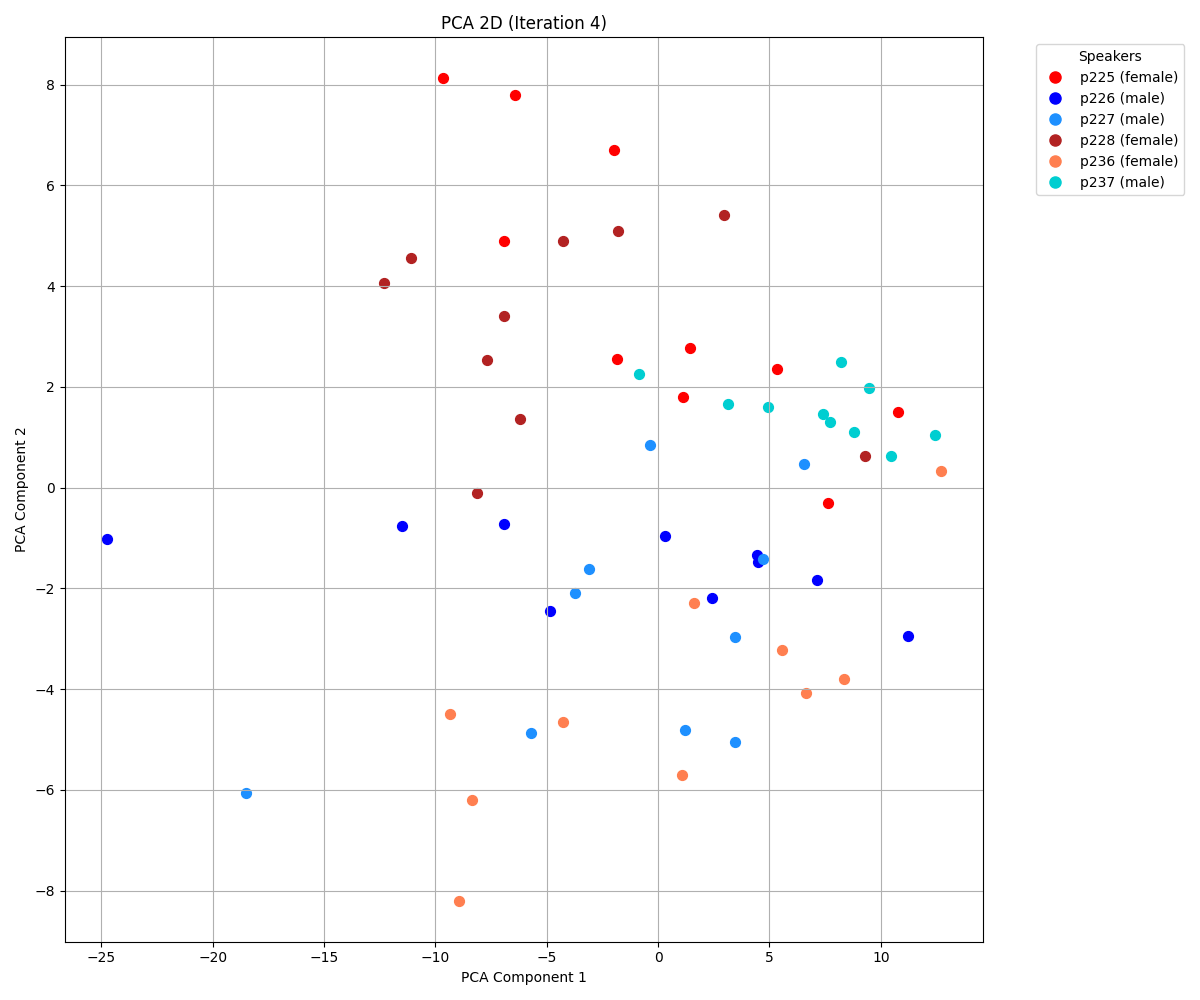 PCA 2D (Iteration 4)
Speakers
p225 (female)
p226 (male)
p227 (male)
p228 (female)
p236 (female)
p237 (male)
8
6
4
2
0
−2
−4
−6
−8
PCA Component 2
−25 −20 −15 −10 −5 0 5 10
PCA Component 1